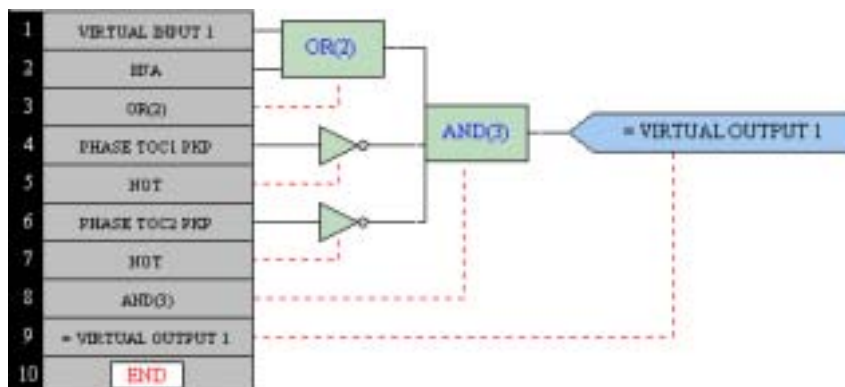 1 VIRTUAL INPUT 1
2 H1A
3 OR(2)
4 PHASE TOC1 PKP
5 NOT
6 PHASE TOC2 PKP
7 NOT
8 AND(3)
9 = VIRTUAL OUTPUT 1
10 END
OR(2)
AND(3)
= VIRTUAL OUTPUT 1